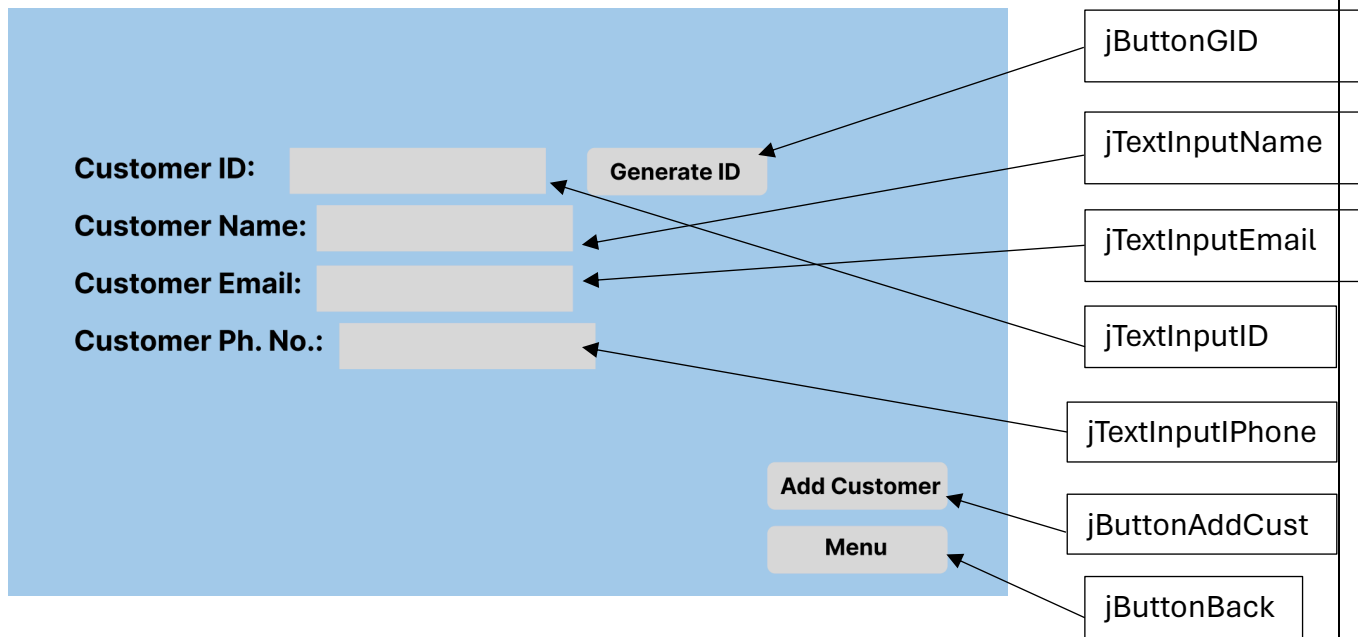 jButtonGID
jTextInputName
Customer ID:
Generate ID
Customer Name:
jTextInputEmail
Customer Email:
Customer Ph. No.:
jTextInputID
jTextInputIPhone
Add Customer
jButtonAddCust
Menu
jButtonBack